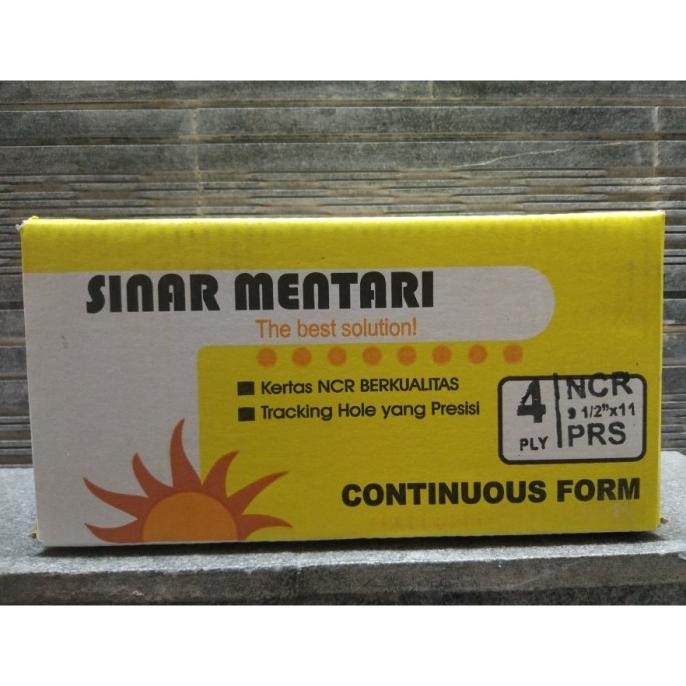 SINAR MENTARI
The best solution!
Kertas NCR BERKUALITAS
Tracking Hole yang Presisi
4 PLY
NCR
9 1/2"x11
PRS
CONTINUOUS FORM